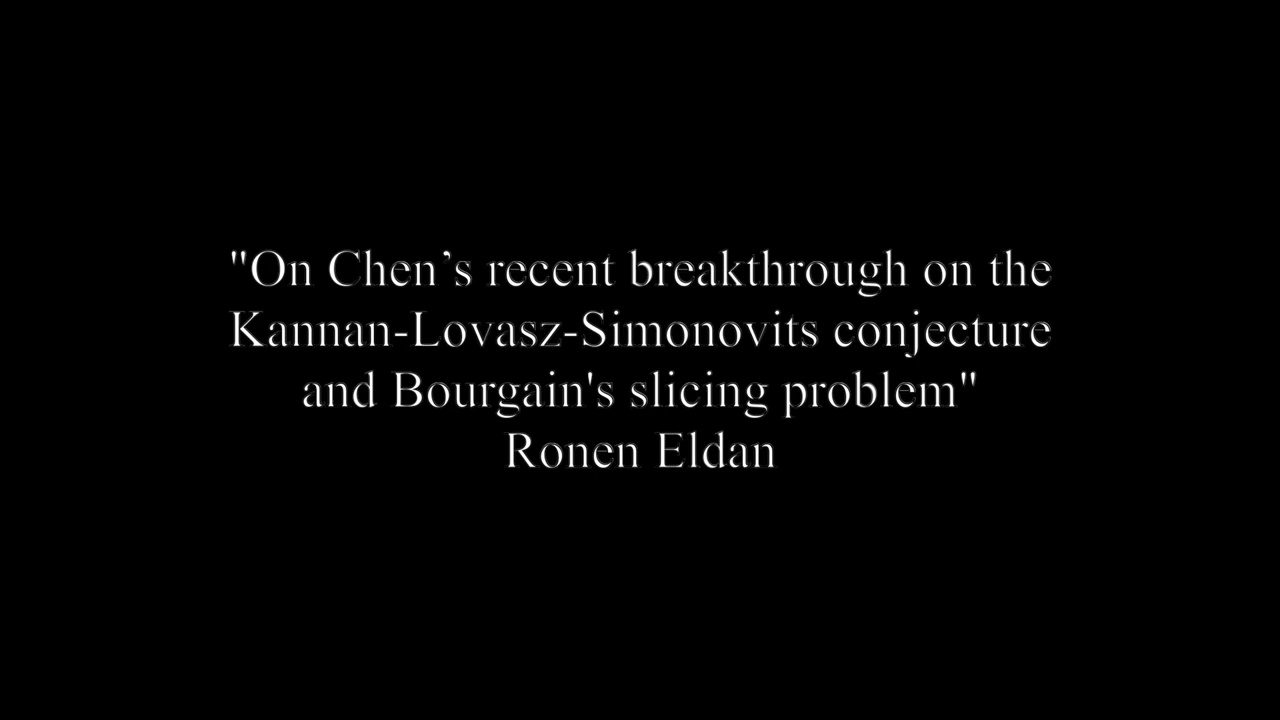 "On Chen’s recent breakthrough on the
Kannan-Lovasz-Simonovits conjecture
and Bourgain's slicing problem"
Ronen Eldan